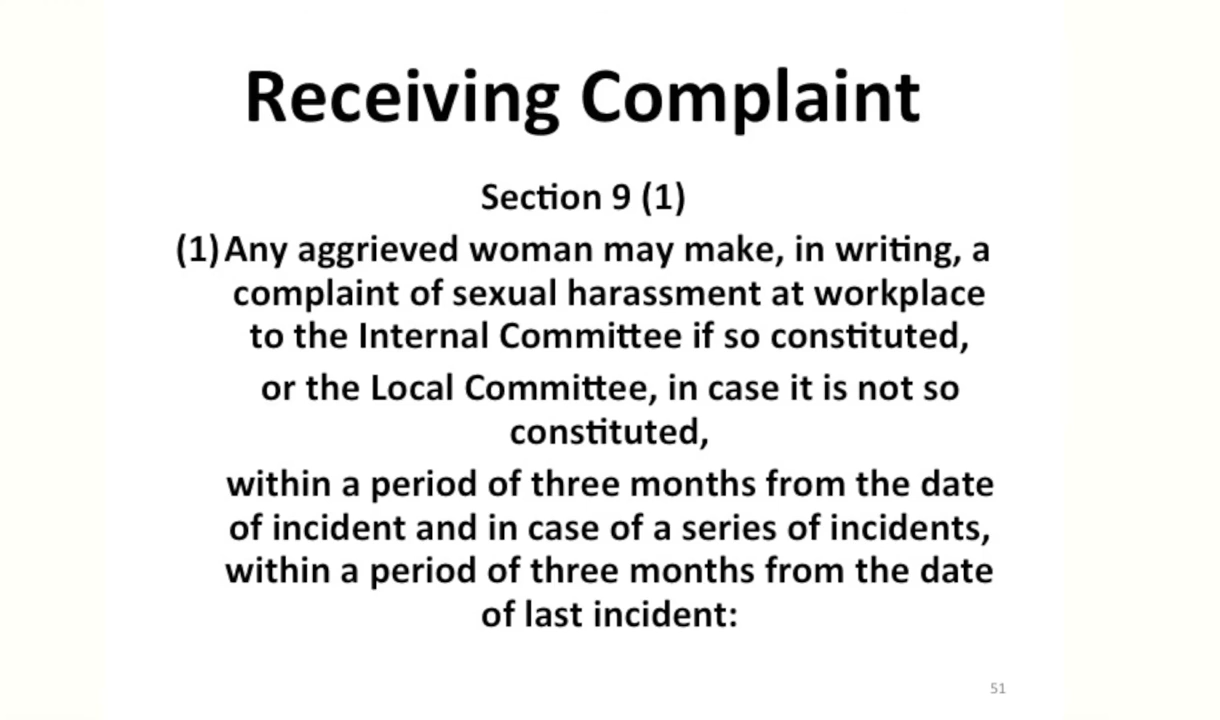 Receiving Complaint
Section 9 (1)
(1) Any aggrieved woman may make, in writing, a
complaint of sexual harassment at workplace
to the Internal Committee if so constituted,
or the Local Committee, in case it is not so
constituted,
within a period of three months from the date
of incident and in case of a series of incidents,
within a period of three months from the date
of last incident:
51